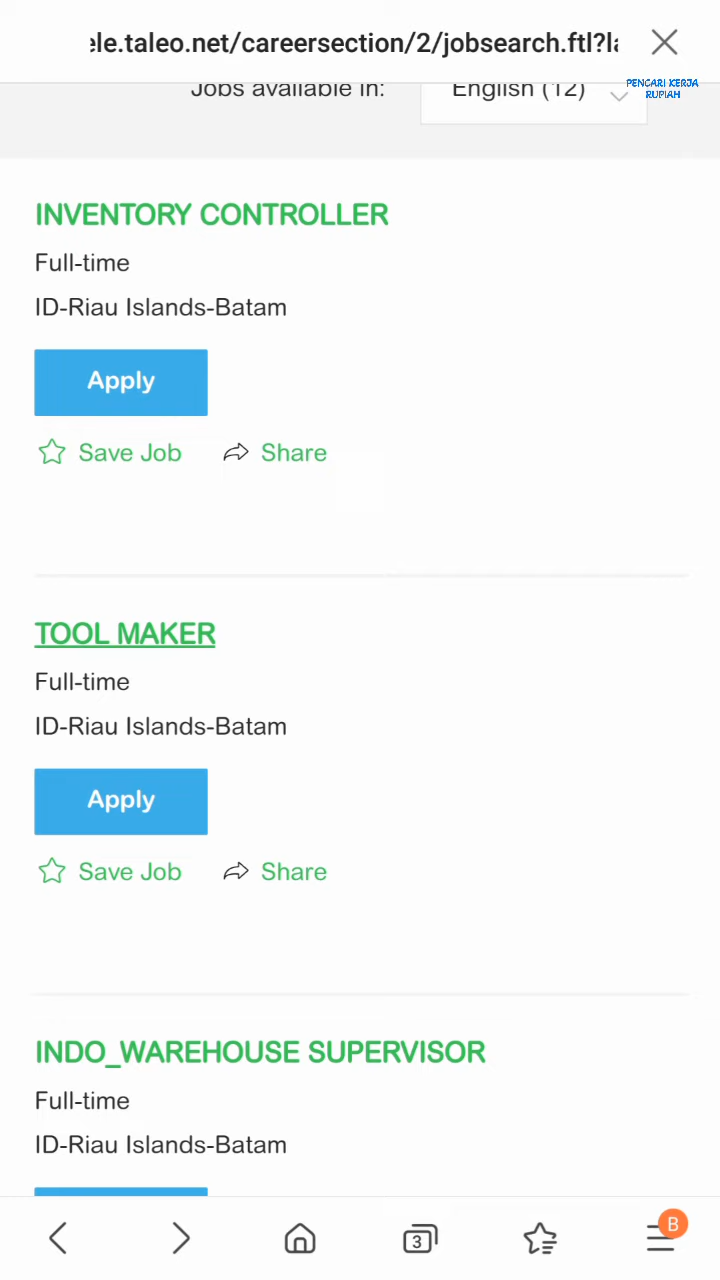 ele.taleo.net/careersection/2/jobsearch.ftl?la
Jobs available in:
English (12)
PENCARI KERJA
RUPIAH
INVENTORY CONTROLLER
Full-time
ID-Riau Islands-Batam
Apply
Save Job
Share
TOOL MAKER
Full-time
ID-Riau Islands-Batam
Apply
Save Job
Share
INDO_WAREHOUSE SUPERVISOR
Full-time
ID-Riau Islands-Batam
3
B